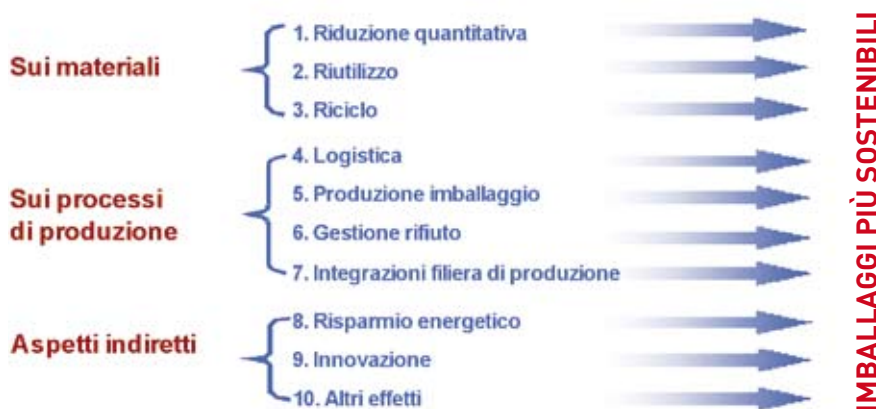 Sui materiali
1. Riduzione quantitativa
2. Riutilizzo
3. Riciclo
Sui processi
di produzione
4. Logistica
5. Produzione imballaggio
6. Gestione rifiuto
7. Integrazioni filiera di produzione
Aspetti indiretti
8. Risparmio energetico
9. Innovazione
10. Altri effetti
IMBALLAGGI PIÙ SOSTENIBILI